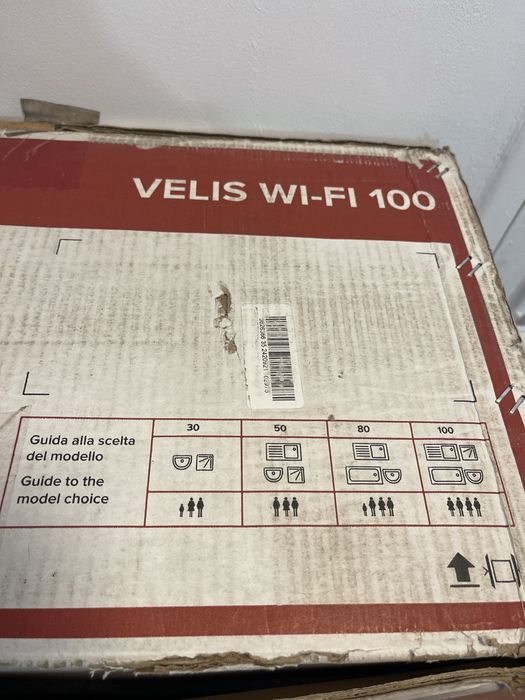 VELIS WI-FI 100
Guida alla scelta
del modello
Guide to the
model choice
30 50 80 100